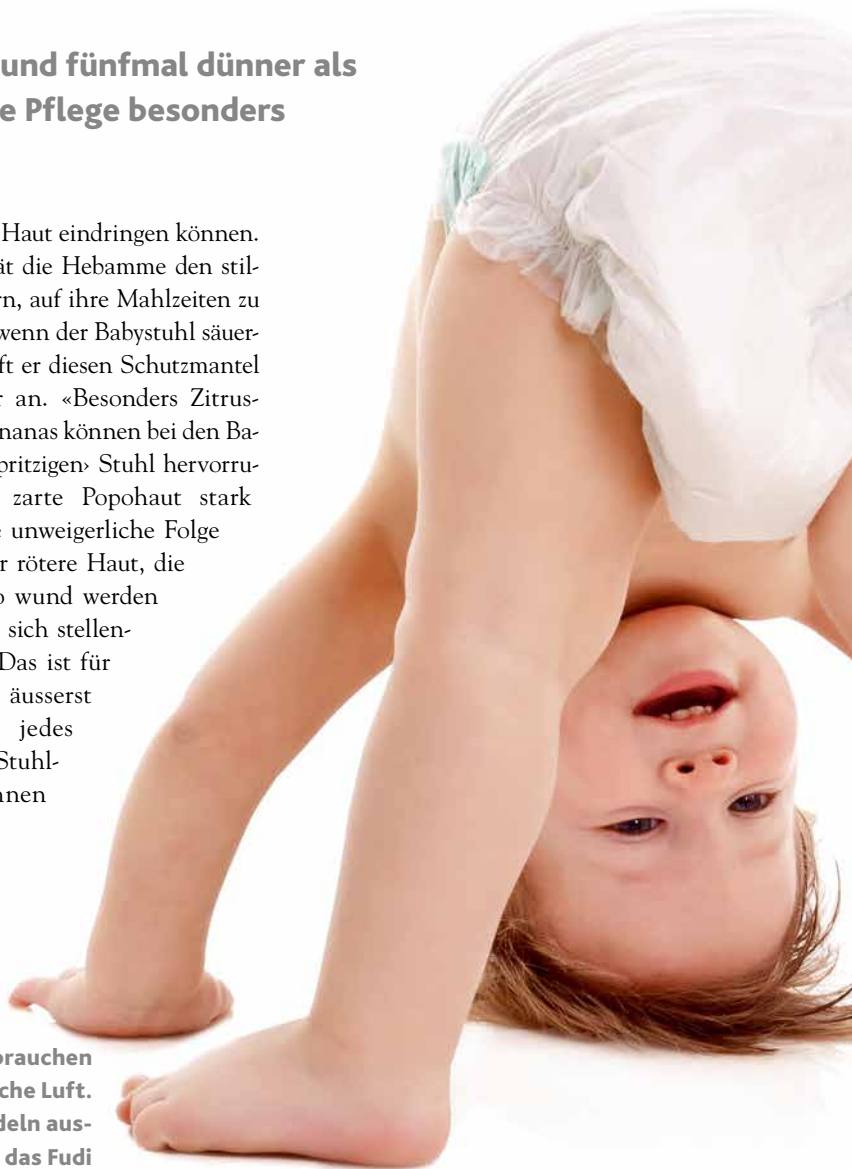 und fünfmal dünner als
e Pflege besonders
Haut eindringen können.
ät die Hebamme den stil-
rn, auf ihre Mahlzeiten zu
wenn der Babystuhl säuer-
ft er diesen Schutzmantel
r an. «Besonders Zitrus-
nanas können bei den Ba-
pritzigen› Stuhl hervorru-
zarte Popohaut stark
e unweigerliche Folge
r rötere Haut, die
o wund werden
sich stellen-
Das ist für
äusserst
jedes
Stuhl-
nnen
brauchen
che Luft.
deln aus-
das Fudi